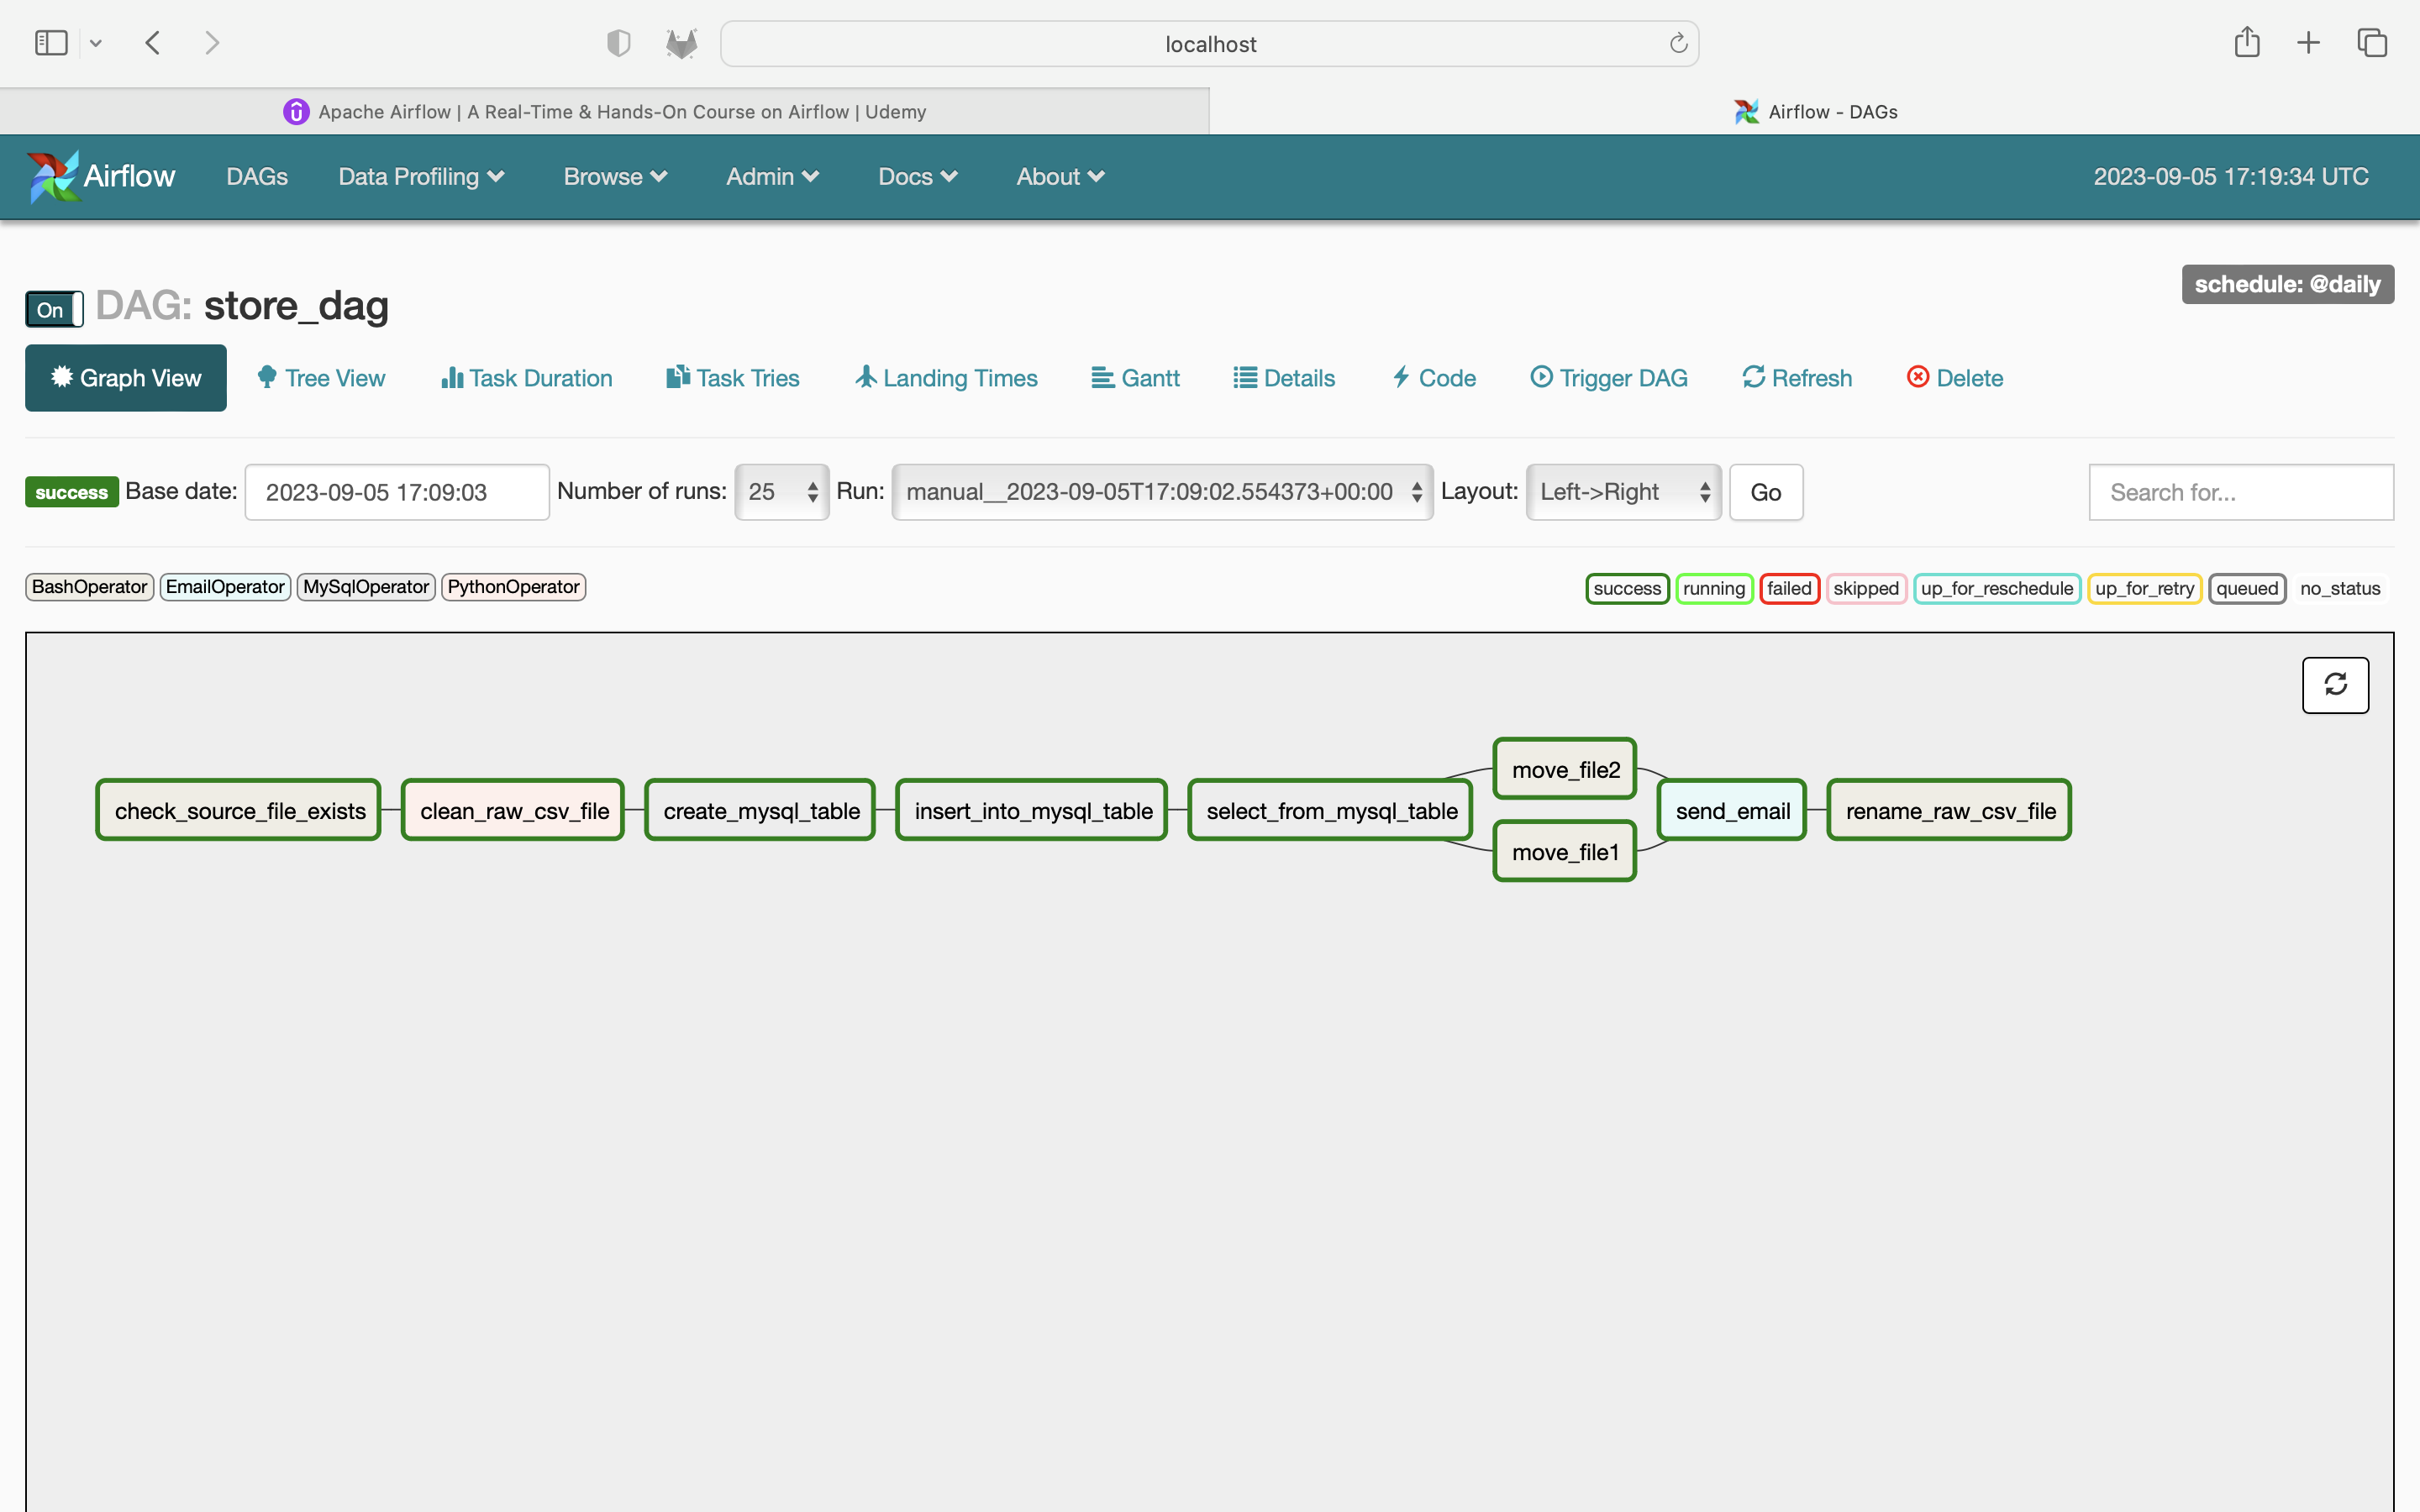 localhost
Apache Airflow | A Real-Time & Hands-On Course on Airflow | Udemy
Airflow - DAGs
Airflow DAGs Data Profiling Browse Admin Docs About 2023-09-05 17:19:34 UTC
schedule: @daily
On DAG: store_dag
Graph View Tree View Task Duration Task Tries Landing Times Gantt Details Code Trigger DAG Refresh Delete
success Base date: 2023-09-05 17:09:03 Number of runs: 25 Run: manual__2023-09-05T17:09:02.554373+00:00 Layout: Left->Right Go Search for...
BashOperator EmailOperator MySqlOperator PythonOperator success running failed skipped up_for_reschedule up_for_retry queued no_status
move_file2
check_source_file_exists clean_raw_csv_file create_mysql_table insert_into_mysql_table select_from_mysql_table send_email rename_raw_csv_file
move_file1